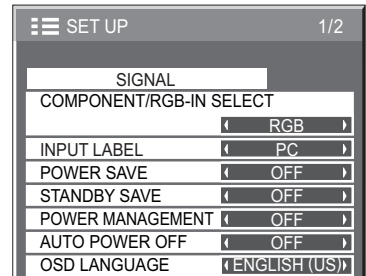 SET UP 1/2
SIGNAL
COMPONENT/RGB-IN SELECT
RGB
INPUT LABEL PC
POWER SAVE OFF
STANDBY SAVE OFF
POWER MANAGEMENT OFF
AUTO POWER OFF OFF
OSD LANGUAGE ENGLISH (US)